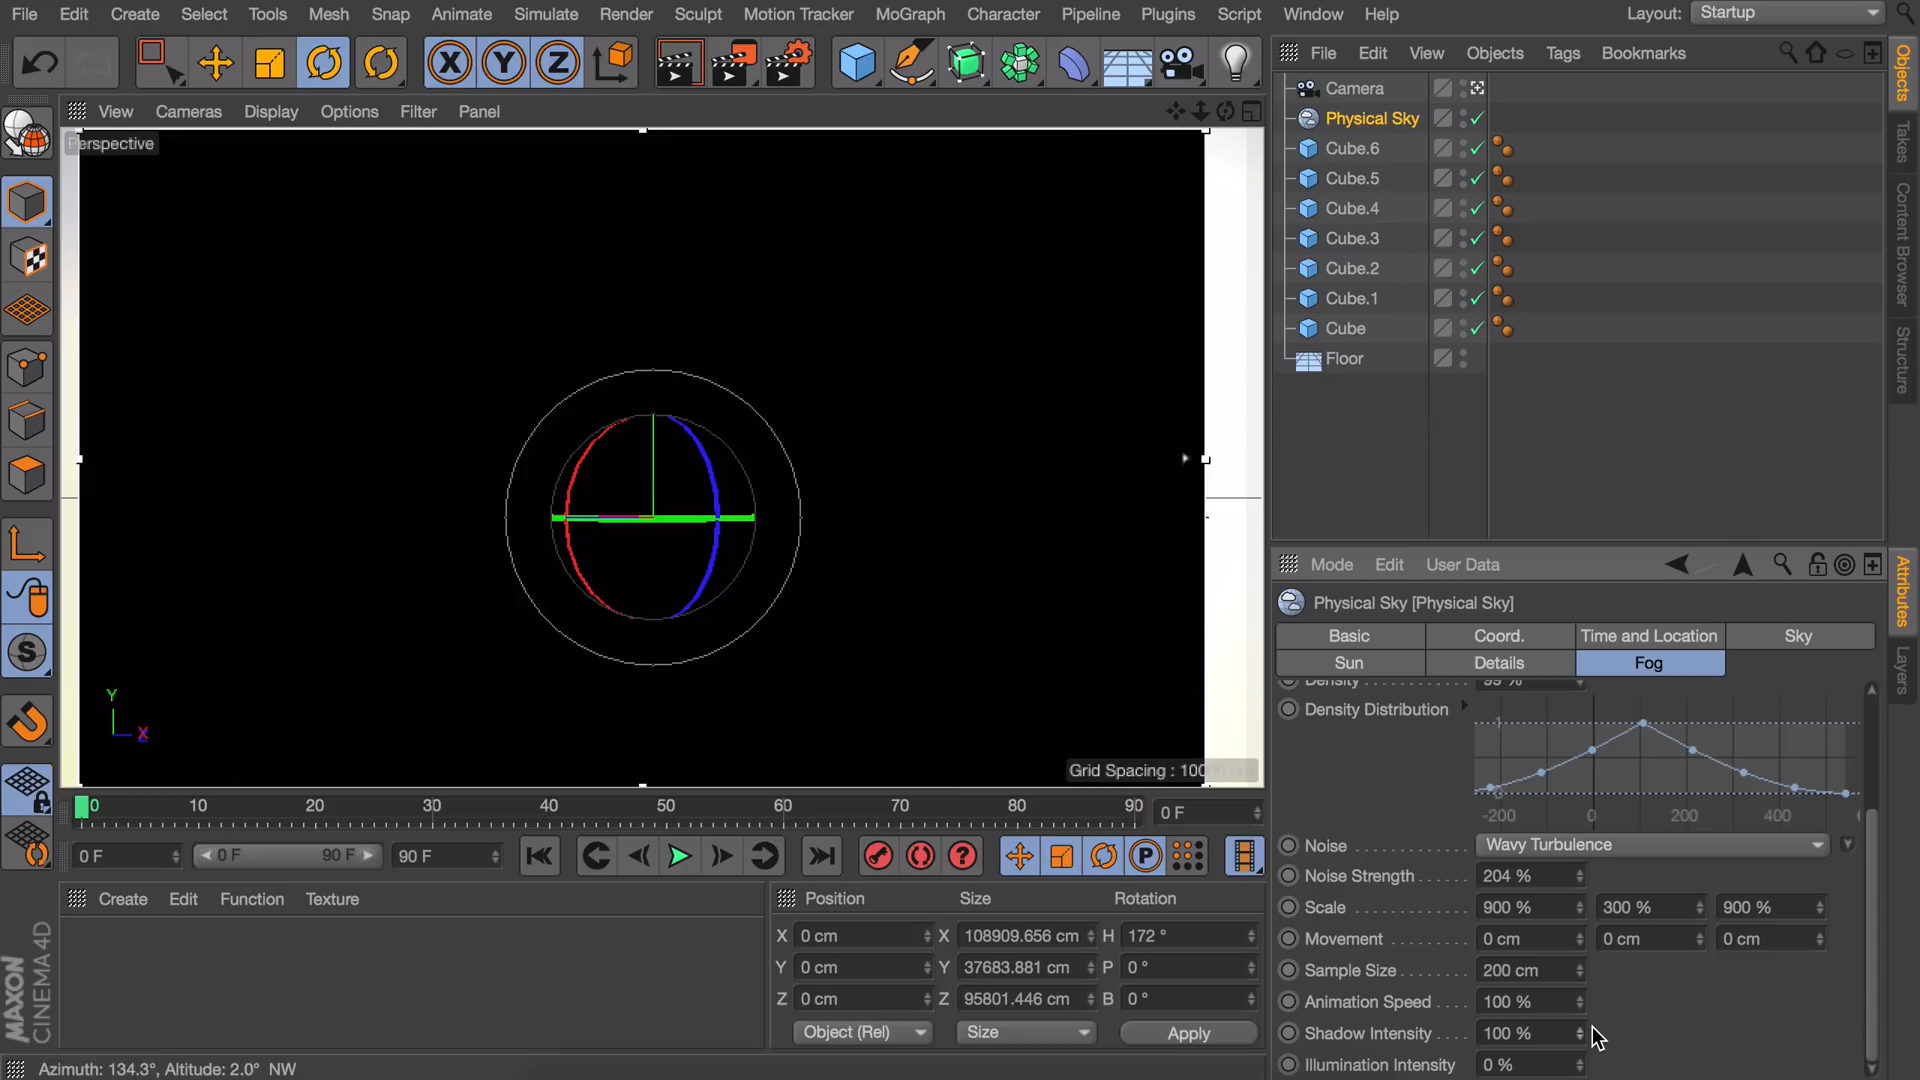 File Edit Create Select Tools Mesh Snap Animate Simulate Render Sculpt Motion Tracker MoGraph Character Pipeline Plugins Script Window Help Layout: Startup
File Edit View Objects Tags Bookmarks
View Cameras Display Options Filter Panel
Perspective
Camera
Physical Sky
Cube.6
Cube.5
Cube.4
Cube.3
Cube.2
Cube.1
Cube
Floor
Objects
Takes
Content Browser
Structure
Mode Edit User Data
Physical Sky [Physical Sky]
Basic Coord. Time and Location Sky
Sun Details Fog
Attributes
Layers
Density 99 %
Density Distribution
-200 0 200 400
Noise Wavy Turbulence
Noise Strength 204 %
Scale 900 % 300 % 900 %
Movement 0 cm 0 cm 0 cm
Sample Size 200 cm
Animation Speed 100 %
Shadow Intensity 100 %
Illumination Intensity 0 %
Y
X
Grid Spacing : 100
0 10 20 30 40 50 60 70 80 90 0 F
0 F 0 F 90 F 90 F
Create Edit Function Texture
Position Size Rotation
X 0 cm X 108909.656 cm H 172 °
Y 0 cm Y 37683.881 cm P 0 °
Z 0 cm Z 95801.446 cm B 0 °
Object (Rel) Size Apply
MAXON
CINEMA 4D
Azimuth: 134.3°, Altitude: 2.0° NW